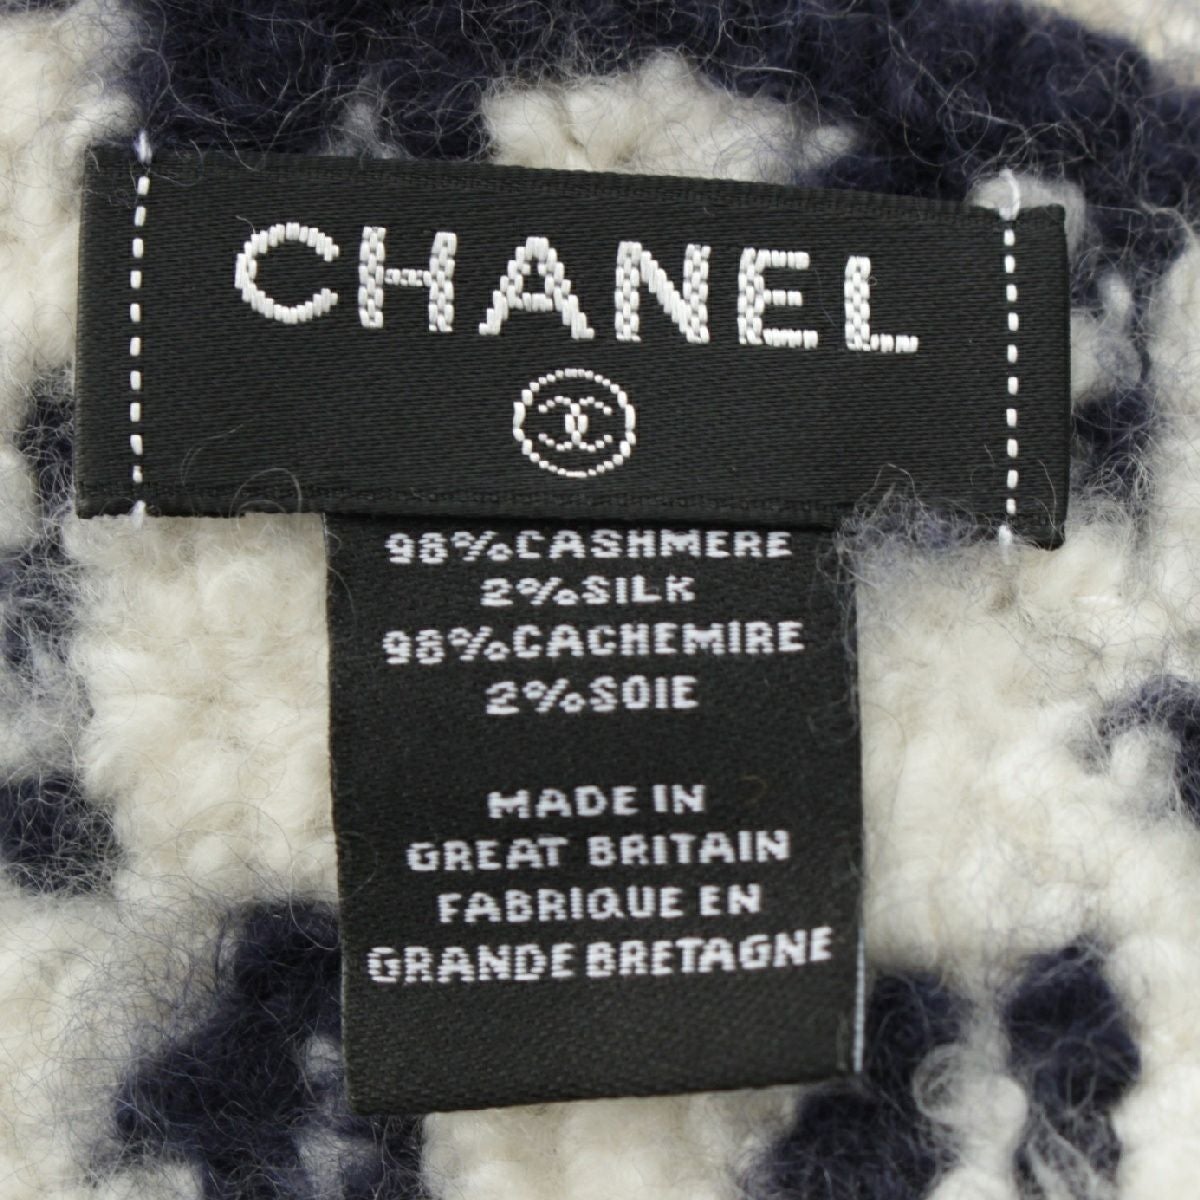 CHANEL
98%CASHMERE
2%SILK
98%CACHEMIRE
2%SOIE
MADE IN
GREAT BRITAIN
FABRIQUE EN
GRANDE BRETAGNE